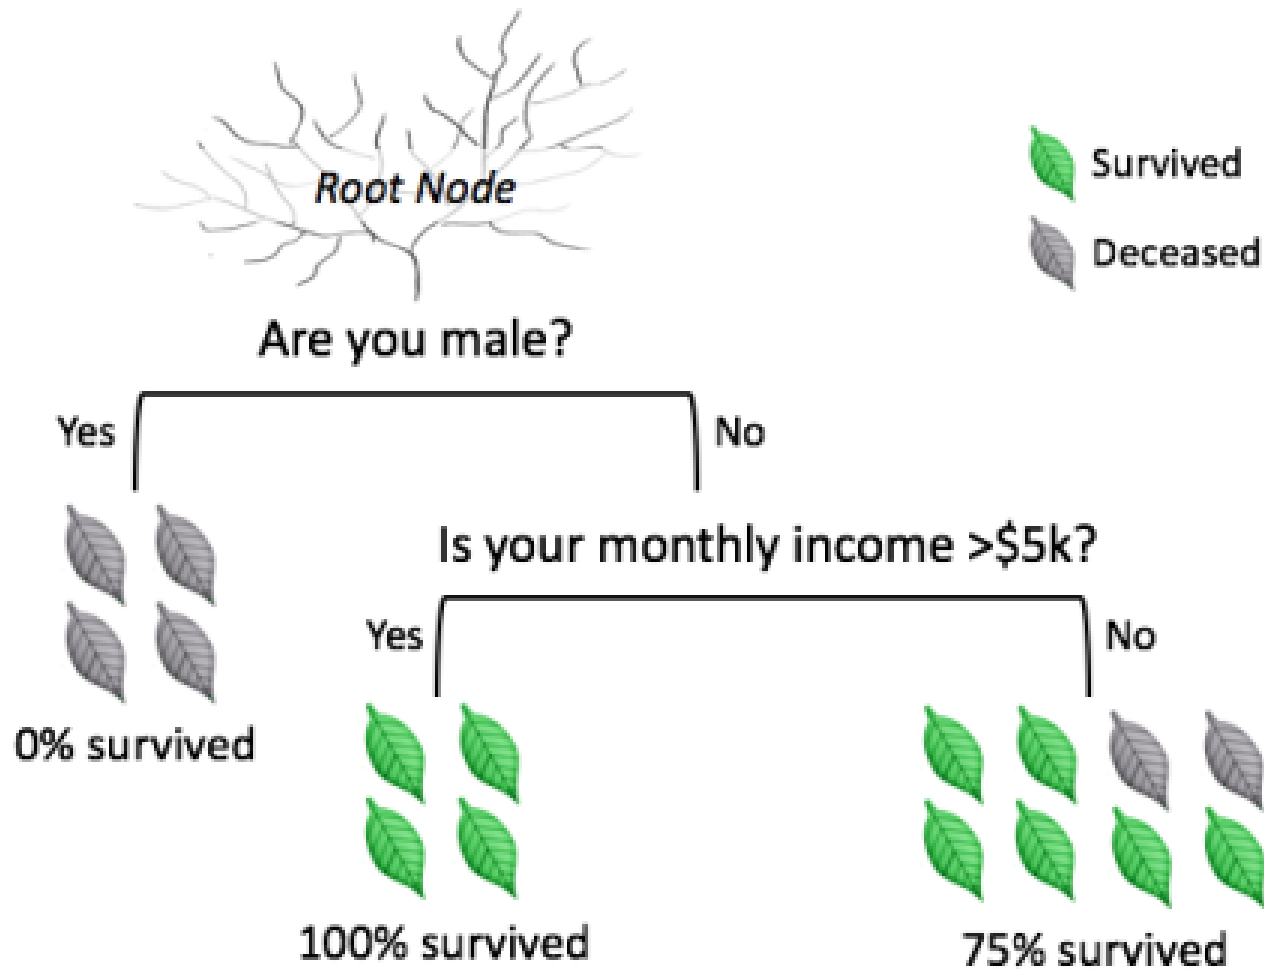 Root Node
Survived
Deceased
Are you male?
Yes
No
Is your monthly income >$5k?
Yes
No
0% survived
100% survived
75% survived